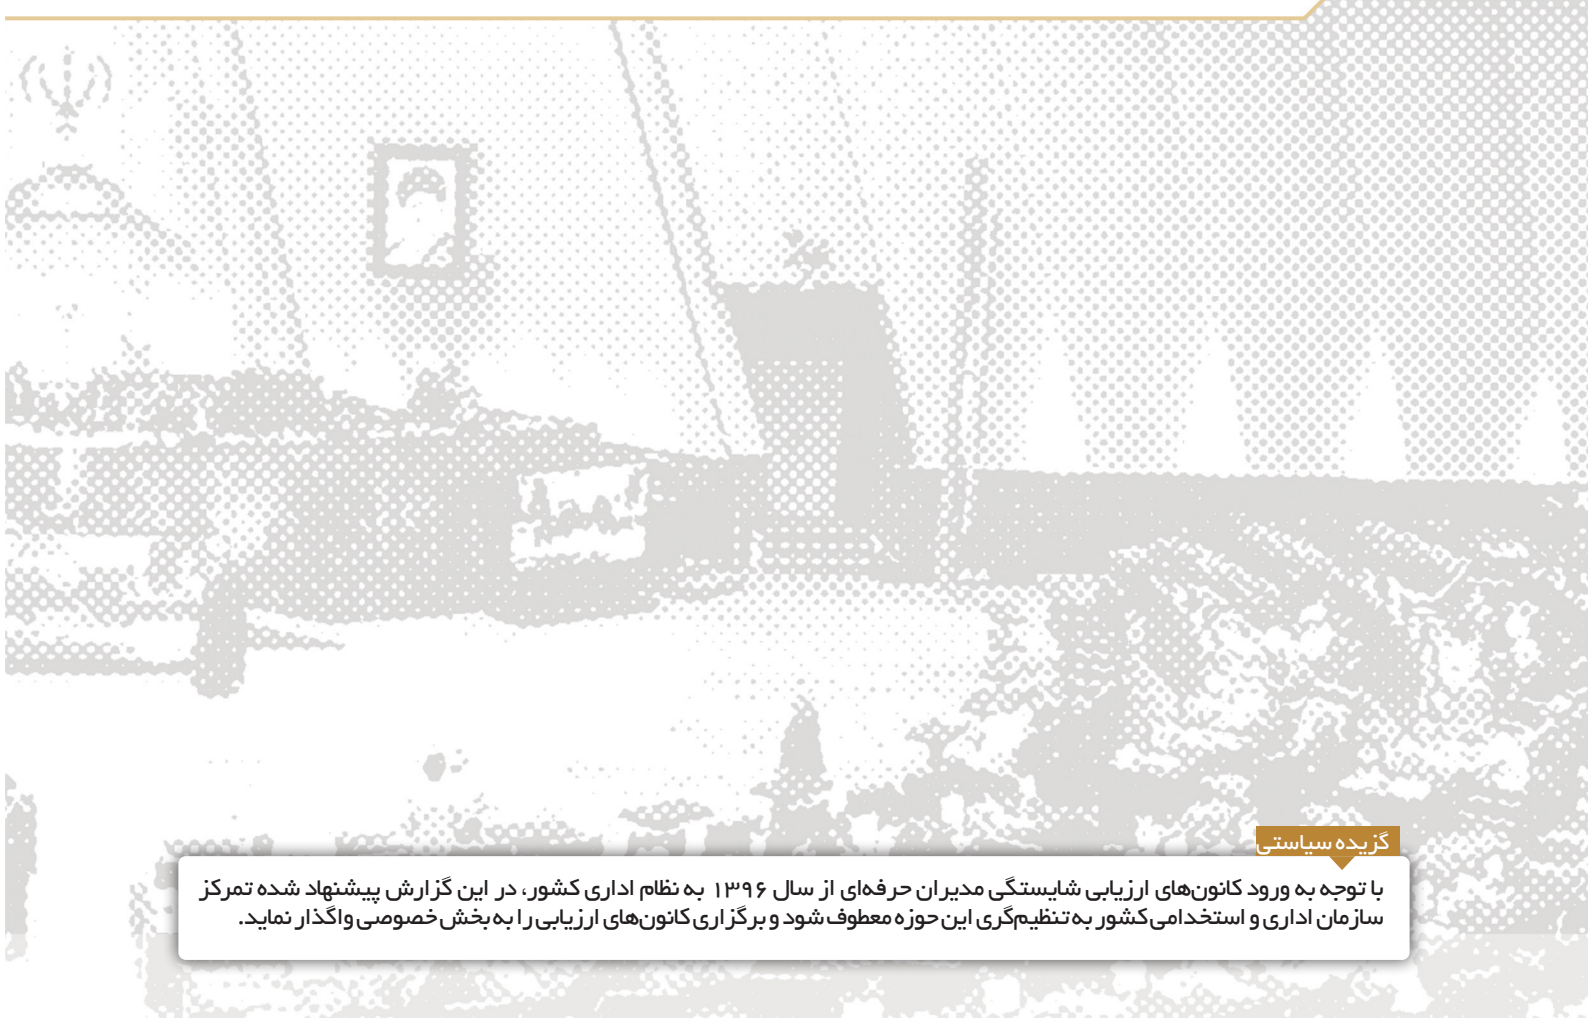 گزیده سیاستی
با توجه به ورود کانون‌های ارزیابی شایستگی مدیران حرفه‌ای از سال ۱۳۹۶ به نظام اداری کشور، در این گزارش پیشنهاد شده تمرکز
سازمان اداری و استخدامی کشور به تنظیم‌گری این حوزه معطوف شود و برگزاری کانون‌های ارزیابی را به بخش خصوصی واگذار نماید.